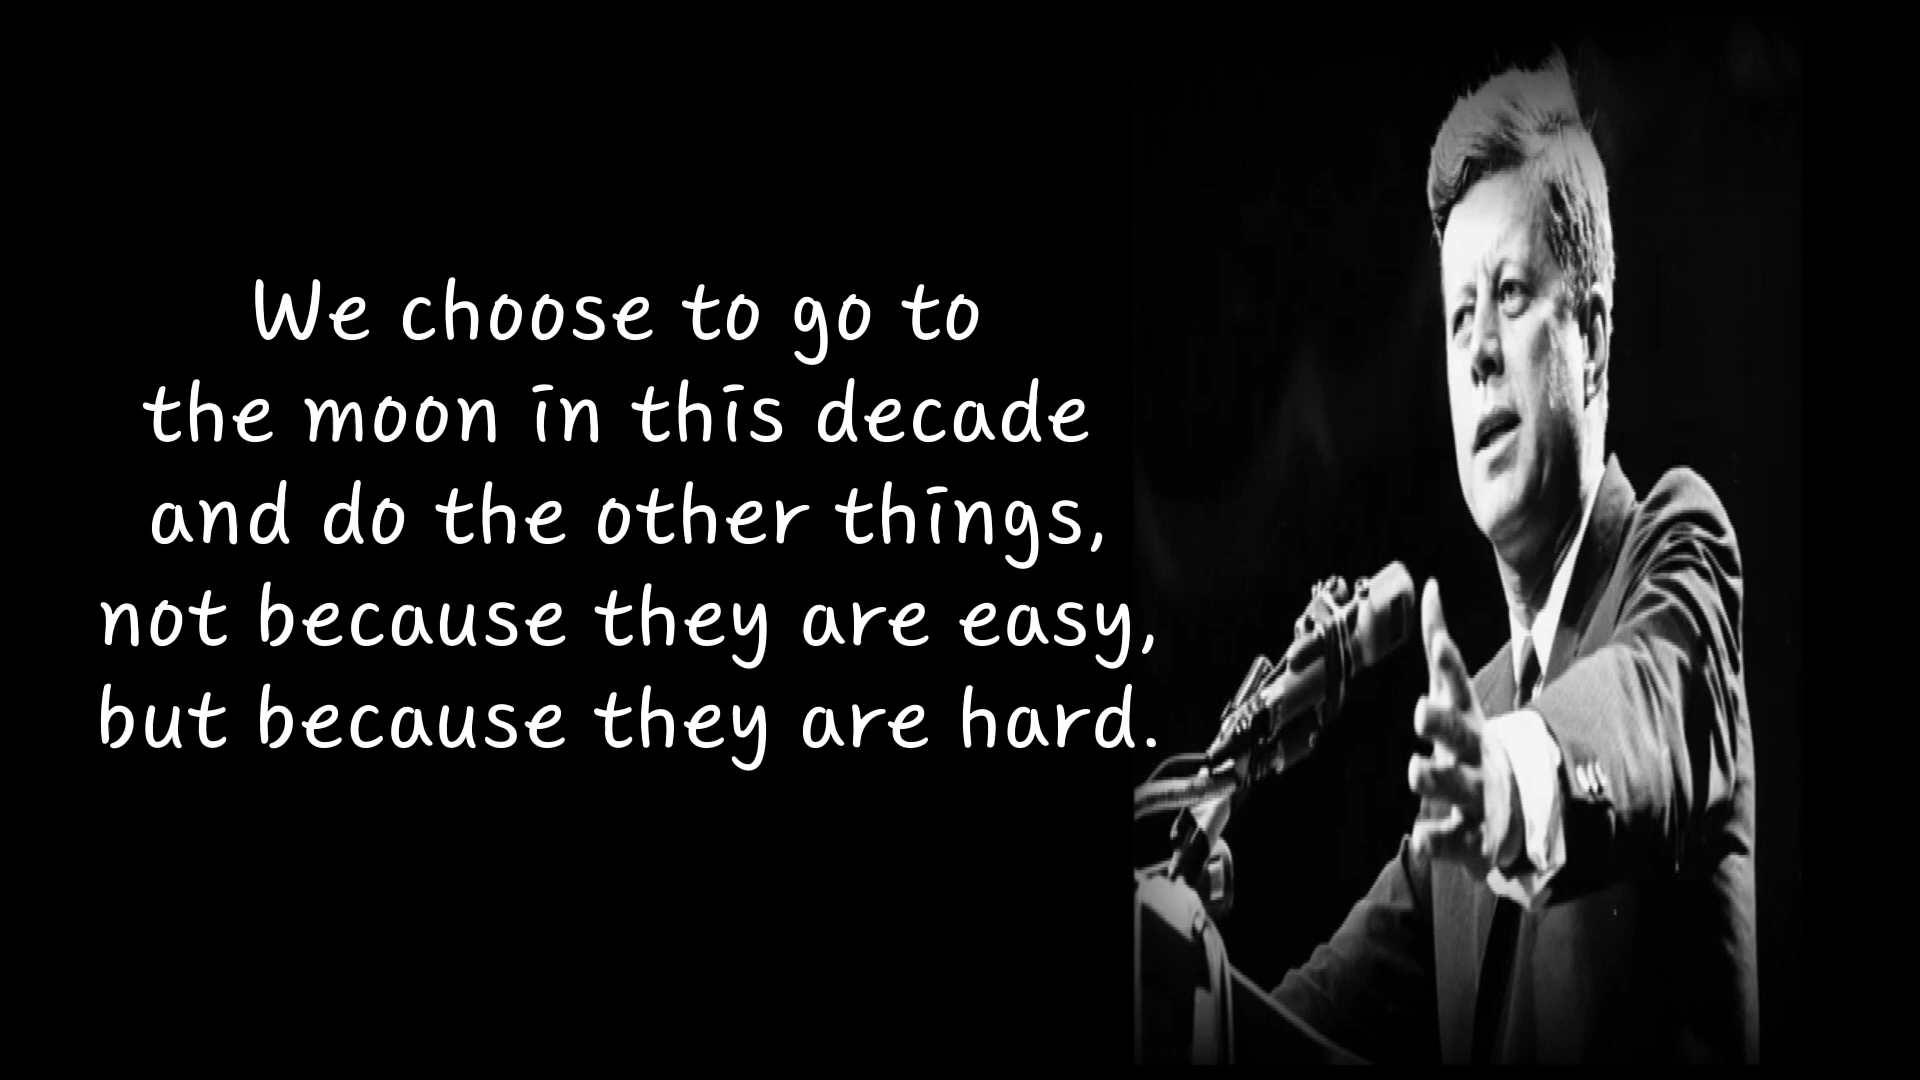 We choose to go to
the moon in this decade
and do the other things,
not because they are easy,
but because they are hard.